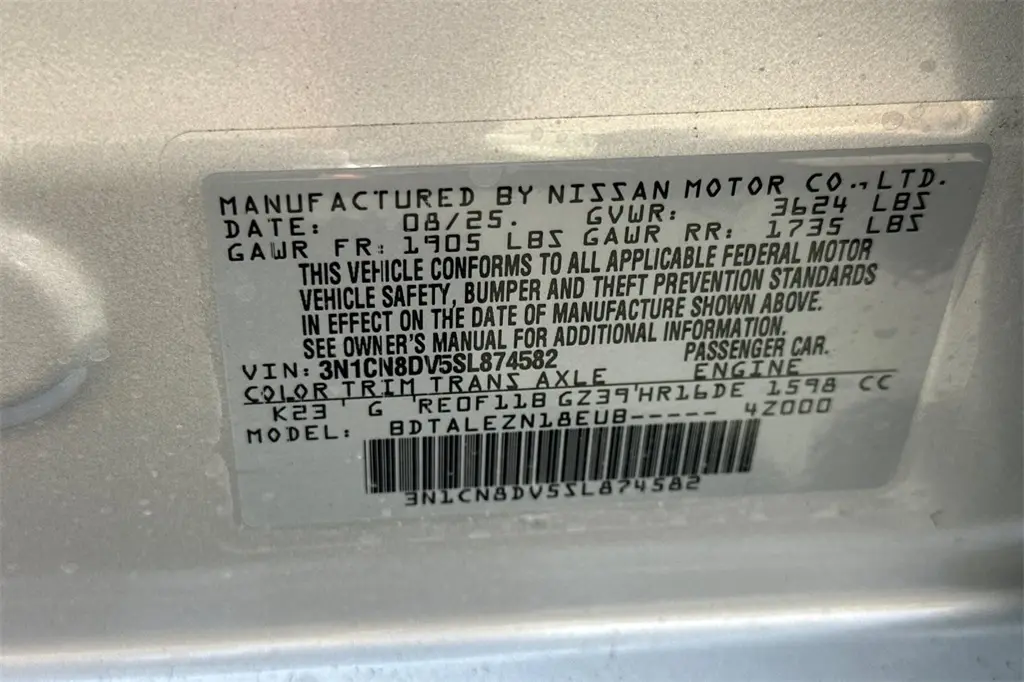 MANUFACTURED BY NISSAN MOTOR CO., LTD.
DATE: 08/25. GVWR: 3624 LBS
GAWR FR: 1905 LBS GAWR RR: 1735 LBS
THIS VEHICLE CONFORMS TO ALL APPLICABLE FEDERAL MOTOR
VEHICLE SAFETY, BUMPER AND THEFT PREVENTION STANDARDS
IN EFFECT ON THE DATE OF MANUFACTURE SHOWN ABOVE.
SEE OWNER'S MANUAL FOR ADDITIONAL INFORMATION.
VIN: 3N1CN8DV5SL874582 PASSENGER CAR.
COLOR TRIM TRANS AXLE ENGINE
K23 G RE0F11B GZ39 HR16DE 1598 CC
MODEL: BDTALEZN18EUB----- 4Z000
3N1CN8DV5SL874582